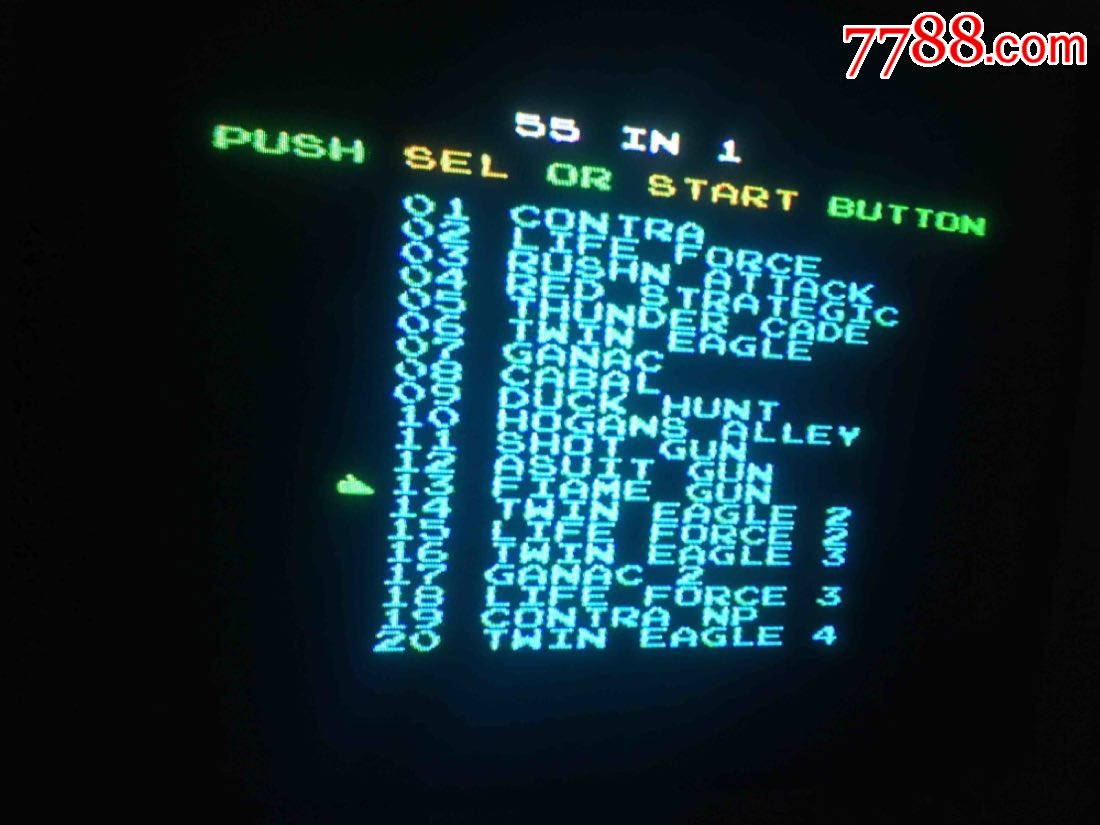 7788.com
55 IN 1
PUSH SEL OR START BUTTON
01 CONTRA
02 LIFE FORCE
03 RUSHN ATTACK
04 RED STRATEGIC
05 THUNDER CADE
06 TWIN EAGLE
07 GANAC
08 CABAL
09 DUCK HUNT
10 HOGANS ALLEY
11 SHOT GUN
12 ASUIT GUN
13 FIAME GUN
14 TWIN EAGLE 2
15 LIFE FORCE 2
16 TWIN EAGLE 3
17 GANAC 2
18 LIFE FORCE 3
19 CONTRA NP
20 TWIN EAGLE 4